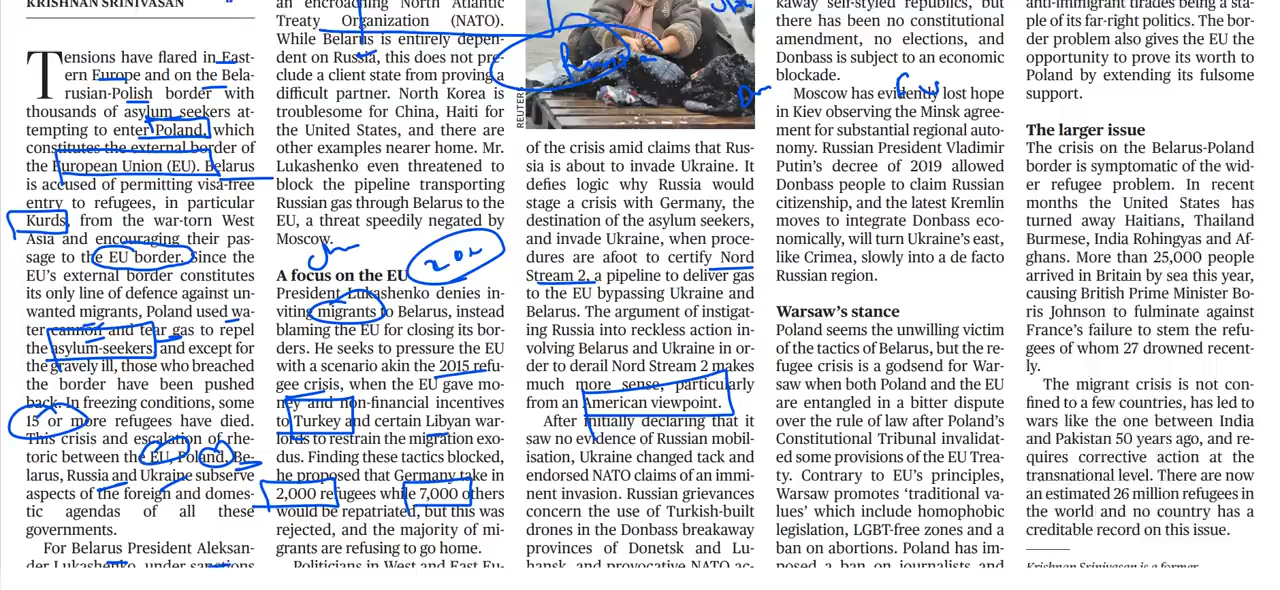 KRISHNAN SRINIVASAN
Tensions have flared in East-
ern Europe and on the Bela-
rusian-Polish border with
thousands of asylum seekers at-
tempting to enter Poland, which
constitutes the external border of
the European Union (EU). Belarus
is accused of permitting visa-free
entry to refugees, in particular
Kurds, from the war-torn West
Asia and encouraging their pas-
sage to the EU border. Since the
EU's external border constitutes
its only line of defence against un-
wanted migrants, Poland used wa-
ter cannon and tear gas to repel
the asylum-seekers, and except for
the gravely ill, those who breached
the border have been pushed
back. In freezing conditions, some
15 or more refugees have died.
This crisis and escalation of rhe-
toric between the EU, Poland, Be-
larus, Russia and Ukraine subserve
aspects of the foreign and domes-
tic agendas of all these
governments.
For Belarus President Aleksan-
der Lukashenko, under sanctions
an encroaching North Atlantic
Treaty Organization (NATO).
While Belarus is entirely depen-
dent on Russia, this does not pre-
clude a client state from proving a
difficult partner. North Korea is
troublesome for China, Haiti for
the United States, and there are
other examples nearer home. Mr.
Lukashenko even threatened to
block the pipeline transporting
Russian gas through Belarus to the
EU, a threat speedily negated by
Moscow.
A focus on the EU
President Lukashenko denies in-
viting migrants to Belarus, instead
blaming the EU for closing its bor-
ders. He seeks to pressure the EU
with a scenario akin the 2015 refu-
gee crisis, when the EU gave mo-
ney and non-financial incentives
to Turkey and certain Libyan war-
lords to restrain the migration exo-
dus. Finding these tactics blocked,
he proposed that Germany take in
2,000 refugees while 7,000 others
would be repatriated, but this was
rejected, and the majority of mi-
grants are refusing to go home.
Politicians in West and East Eu-
REUTERS
of the crisis amid claims that Rus-
sia is about to invade Ukraine. It
defies logic why Russia would
stage a crisis with Germany, the
destination of the asylum seekers,
and invade Ukraine, when proce-
dures are afoot to certify Nord
Stream 2, a pipeline to deliver gas
to the EU bypassing Ukraine and
Belarus. The argument of instigat-
ing Russia into reckless action in-
volving Belarus and Ukraine in or-
der to derail Nord Stream 2 makes
much more sense, particularly
from an American viewpoint.
After initially declaring that it
saw no evidence of Russian mobil-
isation, Ukraine changed tack and
endorsed NATO claims of an immi-
nent invasion. Russian grievances
concern the use of Turkish-built
drones in the Donbass breakaway
provinces of Donetsk and Lu-
hansk, and provocative NATO ac-
kaway self-styled republics, but
there has been no constitutional
amendment, no elections, and
Donbass is subject to an economic
blockade.
Moscow has evidently lost hope
in Kiev observing the Minsk agree-
ment for substantial regional auto-
nomy. Russian President Vladimir
Putin's decree of 2019 allowed
Donbass people to claim Russian
citizenship, and the latest Kremlin
moves to integrate Donbass eco-
nomically, will turn Ukraine's east,
like Crimea, slowly into a de facto
Russian region.
Warsaw's stance
Poland seems the unwilling victim
of the tactics of Belarus, but the re-
fugee crisis is a godsend for War-
saw when both Poland and the EU
are entangled in a bitter dispute
over the rule of law after Poland's
Constitutional Tribunal invalidat-
ed some provisions of the EU Trea-
ty. Contrary to EU's principles,
Warsaw promotes 'traditional va-
lues' which include homophobic
legislation, LGBT-free zones and a
ban on abortions. Poland has im-
posed a ban on journalists and
anti-immigrant tirades being a sta-
ple of its far-right politics. The bor-
der problem also gives the EU the
opportunity to prove its worth to
Poland by extending its fulsome
support.
The larger issue
The crisis on the Belarus-Poland
border is symptomatic of the wid-
er refugee problem. In recent
months the United States has
turned away Haitians, Thailand
Burmese, India Rohingyas and Af-
ghans. More than 25,000 people
arrived in Britain by sea this year,
causing British Prime Minister Bo-
ris Johnson to fulminate against
France's failure to stem the refu-
gees of whom 27 drowned recent-
ly.
The migrant crisis is not con-
fined to a few countries, has led to
wars like the one between India
and Pakistan 50 years ago, and re-
quires corrective action at the
transnational level. There are now
an estimated 26 million refugees in
the world and no country has a
creditable record on this issue.
Krishnan Srinivasan is a former